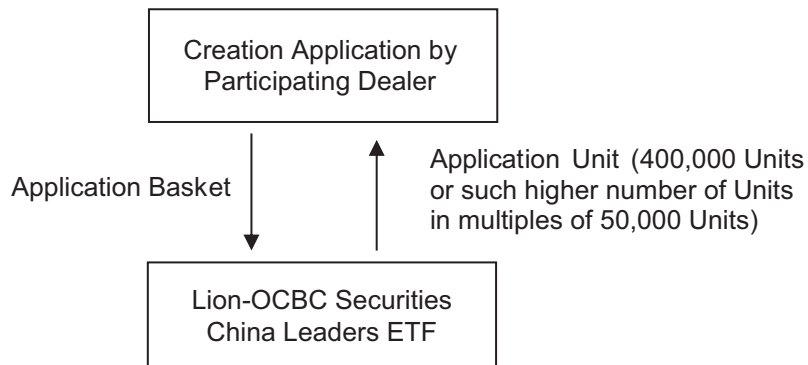 Creation Application by
Participating Dealer
Application Basket
Application Unit (400,000 Units
or such higher number of Units
in multiples of 50,000 Units)
Lion-OCBC Securities
China Leaders ETF